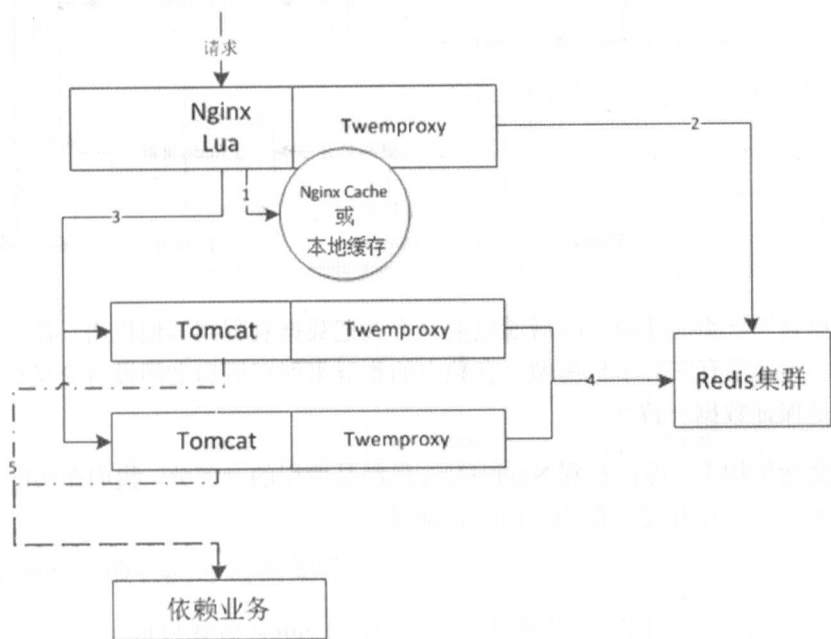 请求
Nginx
Lua
Twemproxy
2
1
Nginx Cache
或
本地缓存
3
Tomcat
Twemproxy
4
Redis集群
Tomcat
Twemproxy
5
依赖业务